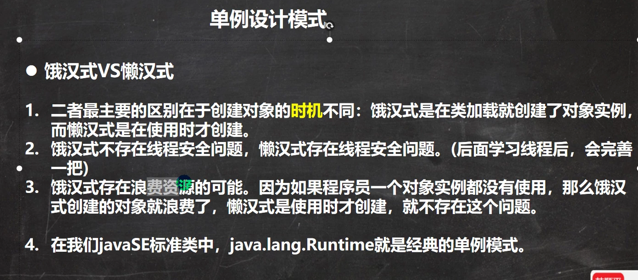 单例设计模式。
● 饿汉式VS懒汉式
1. 二者最主要的区别在于创建对象的时机不同：饿汉式是在类加载就创建了对象实例，
而懒汉式是在使用时才创建。
2. 饿汉式不存在线程安全问题，懒汉式存在线程安全问题。(后面学习线程后，会完善
一把)
3. 饿汉式存在浪费资源的可能。因为如果程序员一个对象实例都没有使用，那么饿汉
式创建的对象就浪费了，懒汉式是使用时才创建，就不存在这个问题。
4. 在我们javaSE标准类中，java.lang.Runtime就是经典的单例模式。